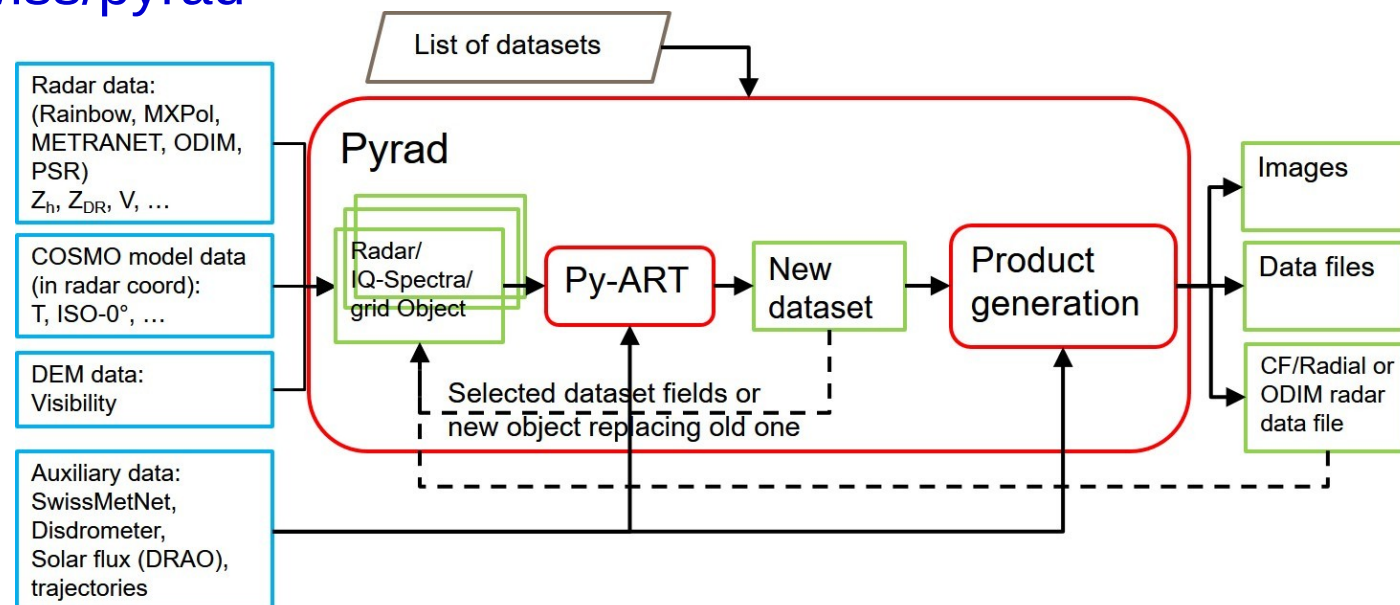 iss/pyrad
List of datasets
Radar data:
(Rainbow, MXPol,
METRANET, ODIM,
PSR)
Zh, ZDR, V, …
COSMO model data
(in radar coord):
T, ISO-0°, …
DEM data:
Visibility
Auxiliary data:
SwissMetNet,
Disdrometer,
Solar flux (DRAO),
trajectories
Pyrad
Radar/
IQ-Spectra/
grid Object
Py-ART
New
dataset
Product
generation
Selected dataset fields or
new object replacing old one
Images
Data files
CF/Radial or
ODIM radar
data file